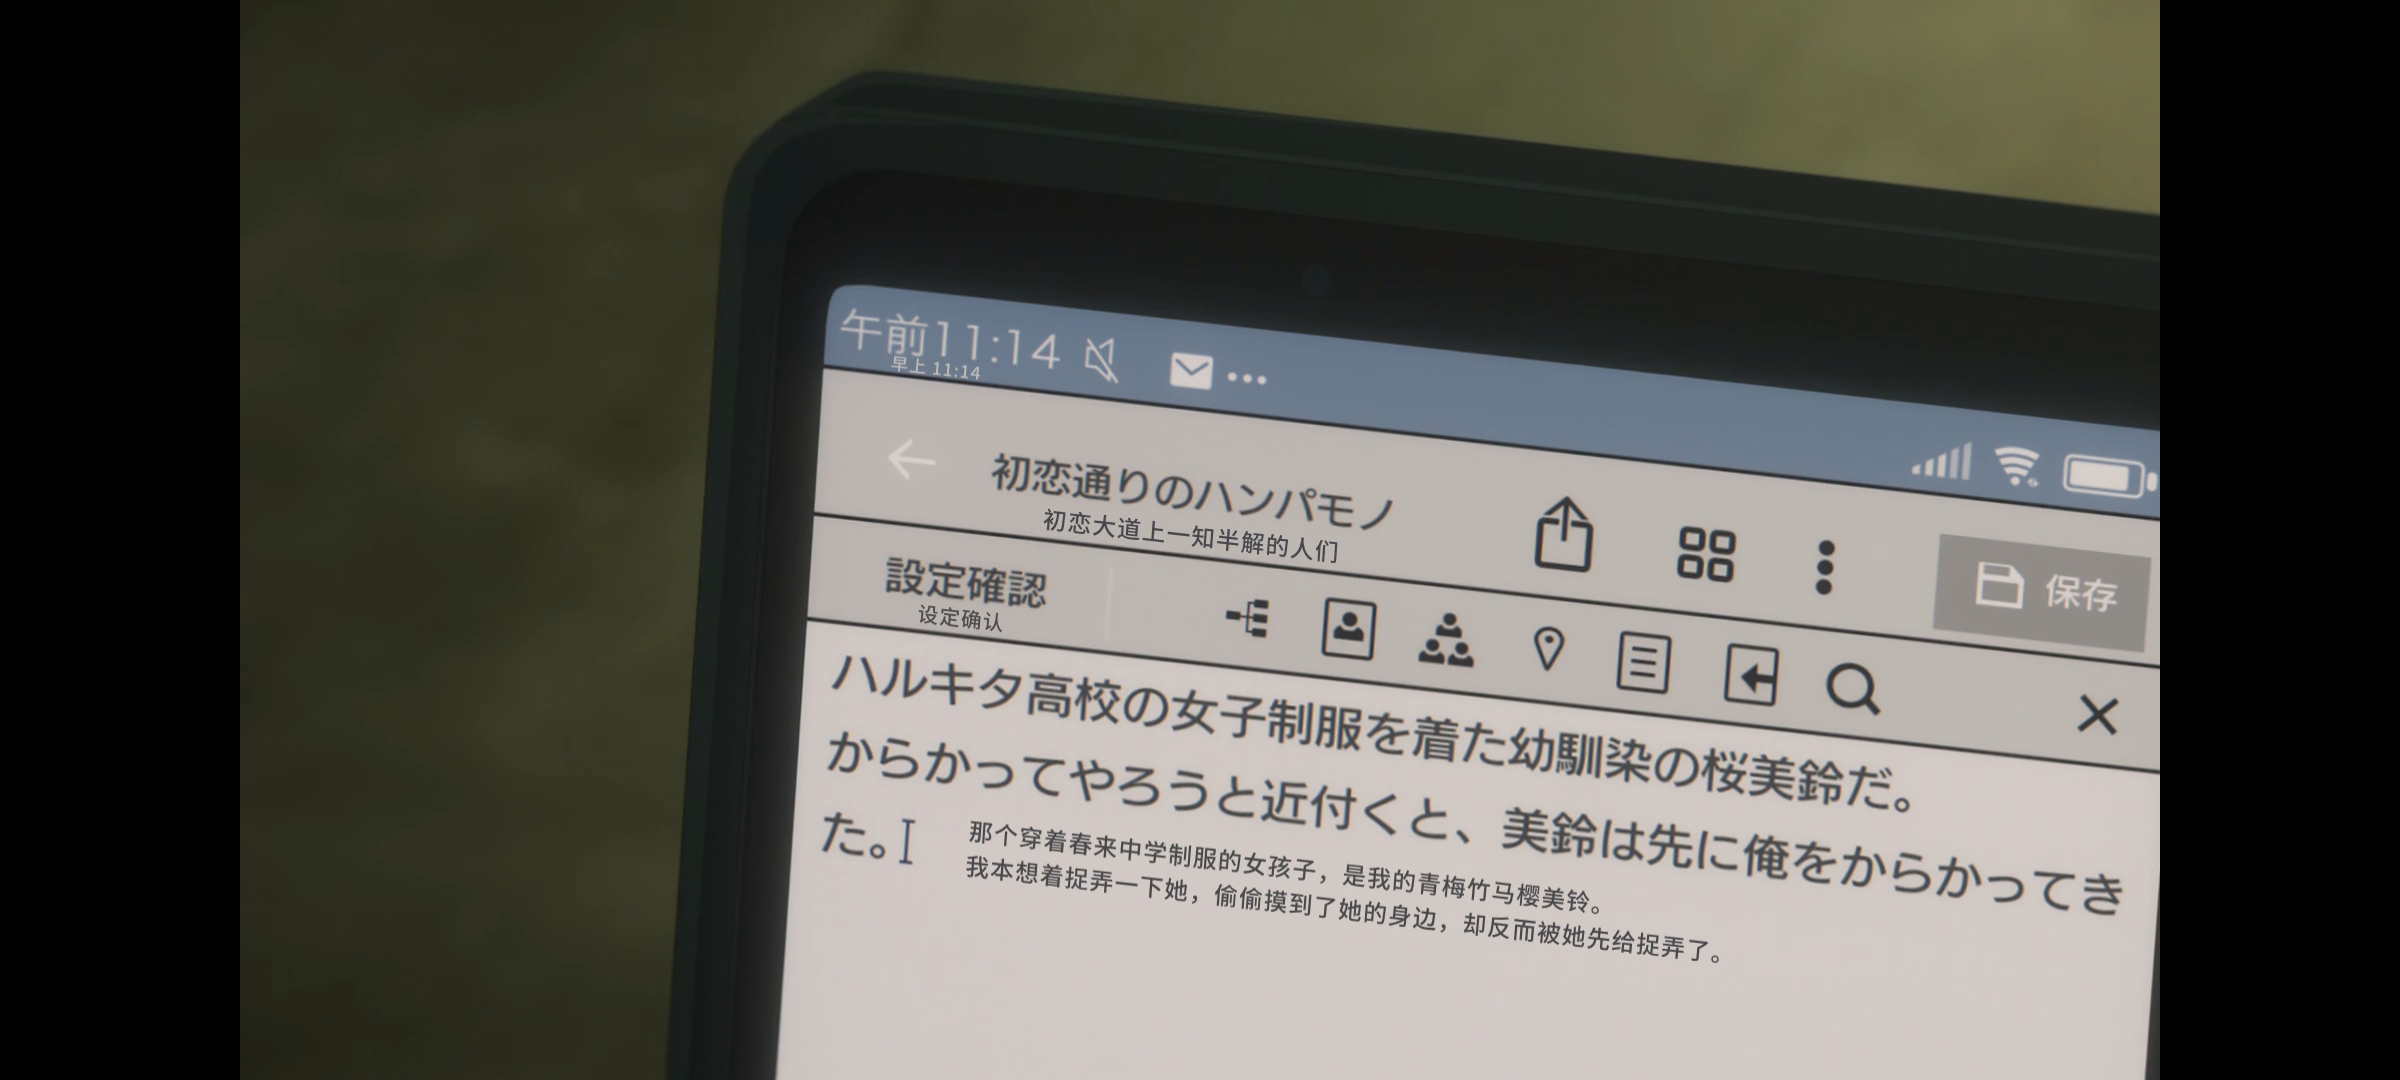 午前11:14
早上 11:14
初恋通りのハンパモノ
初恋大道上一知半解的人们
保存
設定確認
设定确认
ハルキタ高校の女子制服を着た幼馴染の桜美鈴だ。
からかってやろうと近付くと、美鈴は先に俺をからかってき
た。
那个穿着春来中学制服的女孩子，是我的青梅竹马樱美铃。
我本想着捉弄一下她，偷偷摸到了她的身边，却反而被她先给捉弄了。